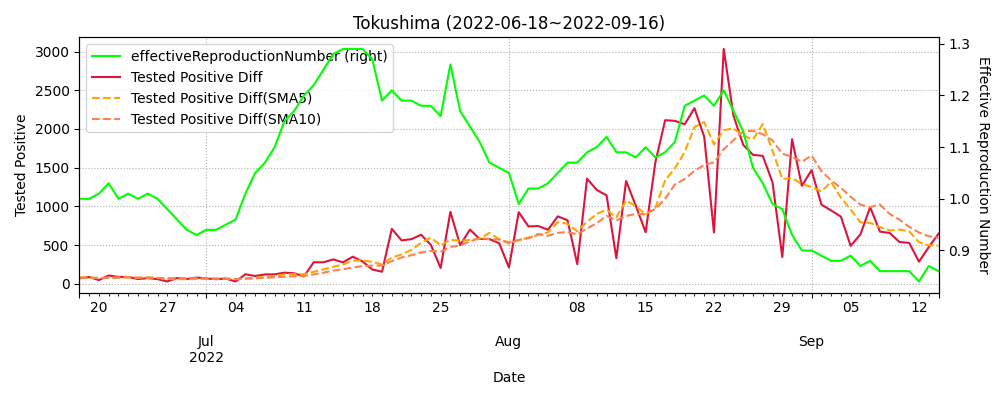 Tokushima (2022-06-18~2022-09-16)
effectiveReproductionNumber (right)
Tested Positive Diff
Tested Positive Diff(SMA5)
Tested Positive Diff(SMA10)
Tested Positive
3000
2500
2000
1500
1000
500
0
1.3
1.2
1.1
1.0
0.9
Effective Reproduction Number
20 27 04 11 18 25 08 15 22 29 05 12
Jul Aug Sep
2022
Date